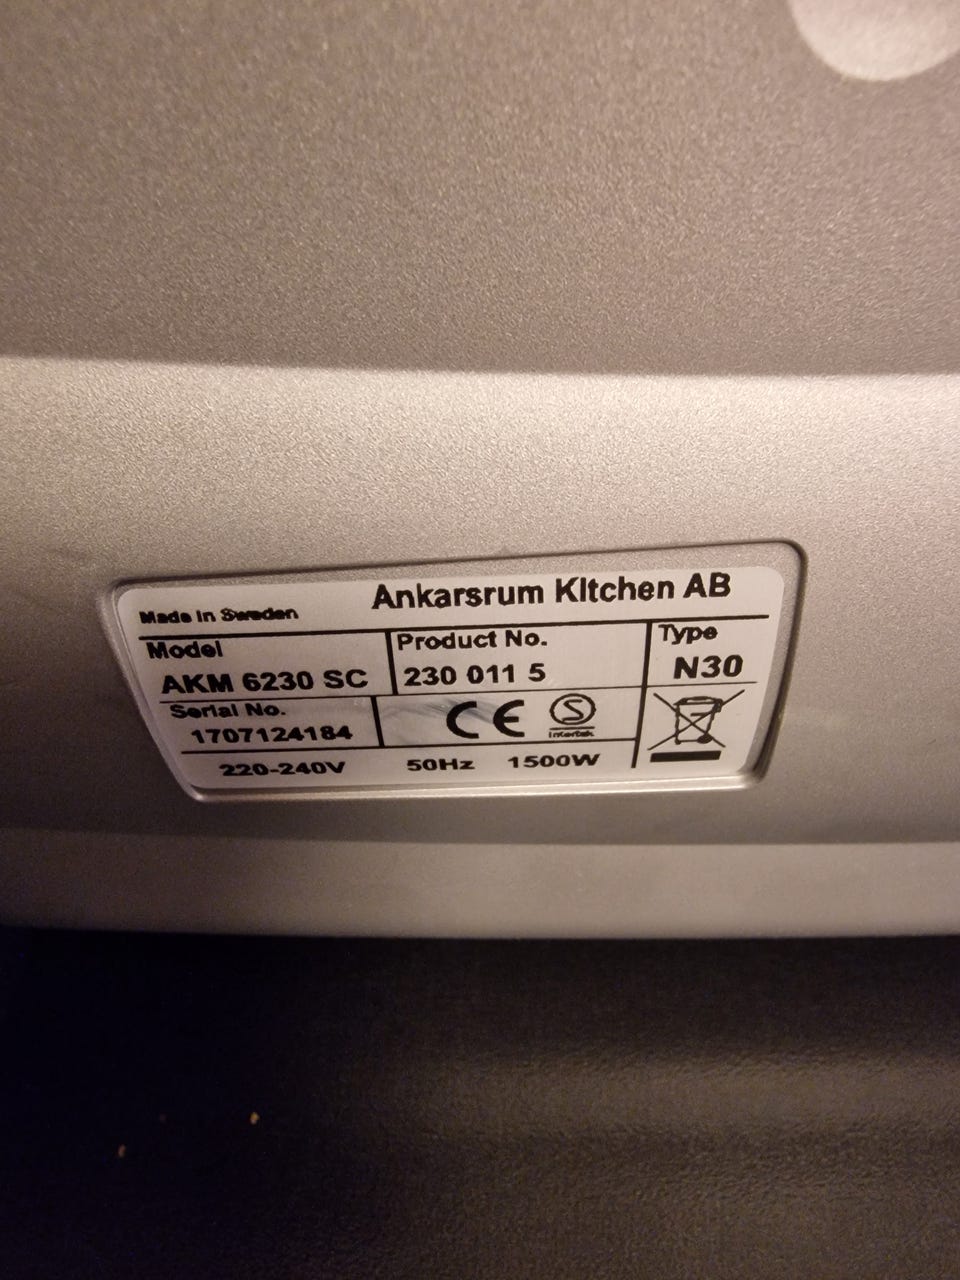 Made in Sweden Ankarsrum Kitchen AB
Model Product No. Type
AKM 6230 SC 230 011 5 N30
Serial No.
1707124184 CE S Intertek
220-240V 50Hz 1500W